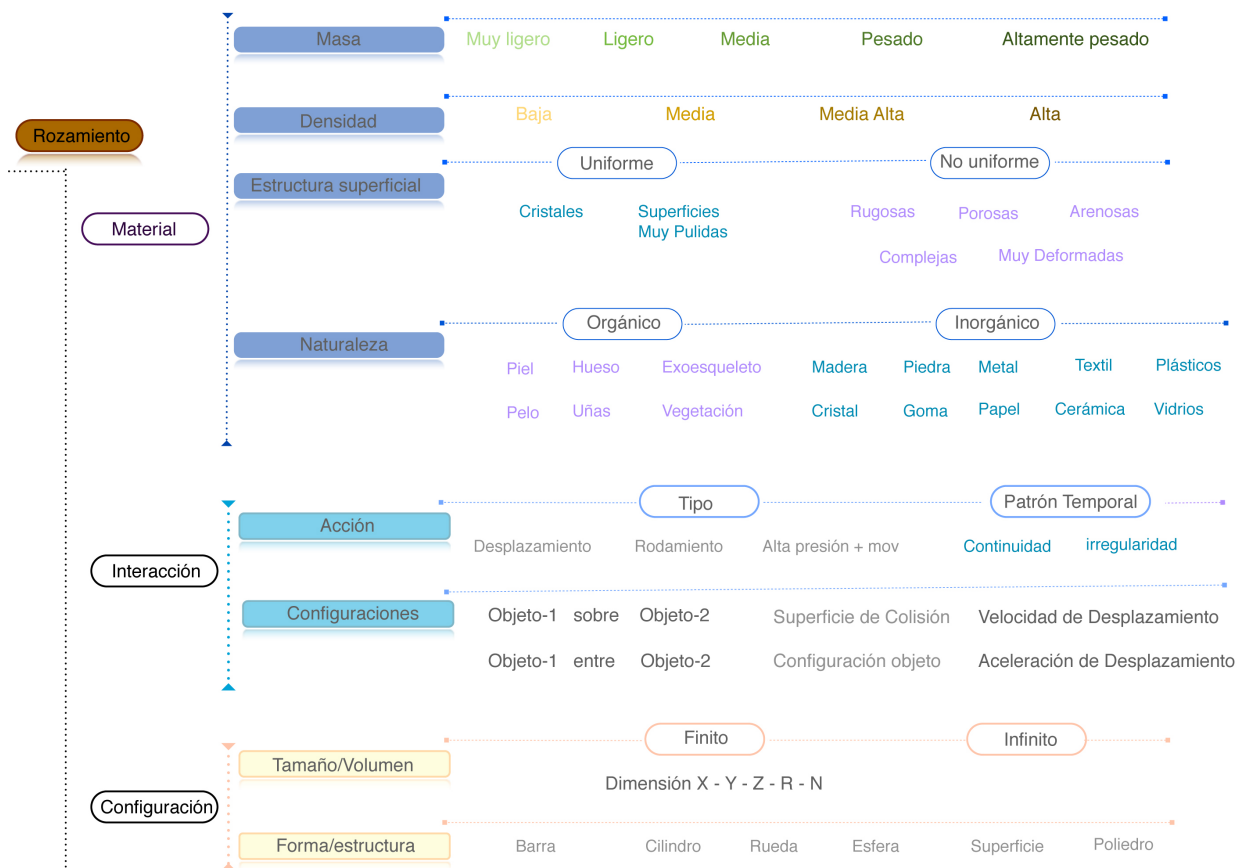 Rozamiento
Material
Masa
Muy ligero Ligero Media Pesado Altamente pesado
Densidad
Baja Media Media Alta Alta
Estructura superficial
Uniforme No uniforme
Cristales Superficies Rugosas Porosas Arenosas
Muy Pulidas
Complejas Muy Deformadas
Naturaleza
Orgánico Inorgánico
Piel Hueso Exoesqueleto Madera Piedra Metal Textil Plásticos
Pelo Uñas Vegetación Cristal Goma Papel Cerámica Vidrios
Interacción
Acción
Tipo Patrón Temporal
Desplazamiento Rodamiento Alta presión + mov Continuidad irregularidad
Configuraciones
Objeto-1 sobre Objeto-2 Superficie de Colisión Velocidad de Desplazamiento
Objeto-1 entre Objeto-2 Configuración objeto Aceleración de Desplazamiento
Configuración
Tamaño/Volumen
Finito Infinito
Dimensión X - Y - Z - R - N
Forma/estructura
Barra Cilindro Rueda Esfera Superficie Poliedro